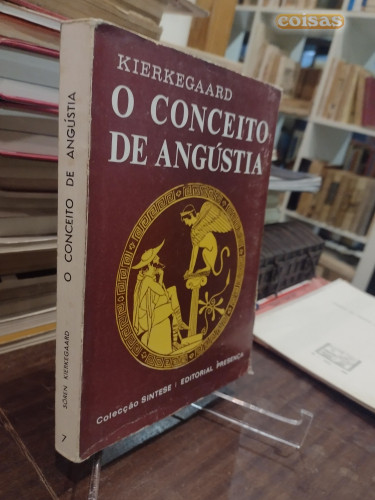 coisas
KIERKEGAARD
O CONCEITO
DE ANGÚSTIA
Colecção SÍNTESE / EDITORIAL PRESENÇA
O CONCEITO DE ANGÚSTIA
SÖREN KIERKEGAARD
7